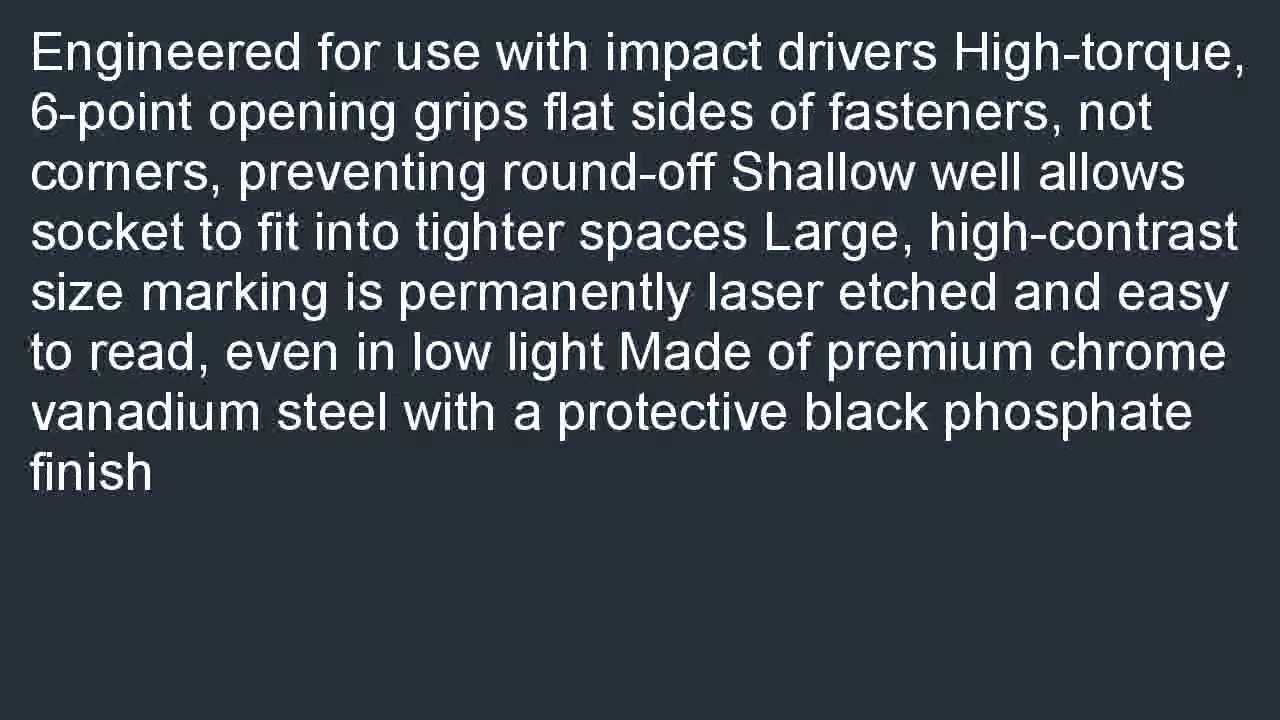 Engineered for use with impact drivers High-torque,
6-point opening grips flat sides of fasteners, not
corners, preventing round-off Shallow well allows
socket to fit into tighter spaces Large, high-contrast
size marking is permanently laser etched and easy
to read, even in low light Made of premium chrome
vanadium steel with a protective black phosphate
finish